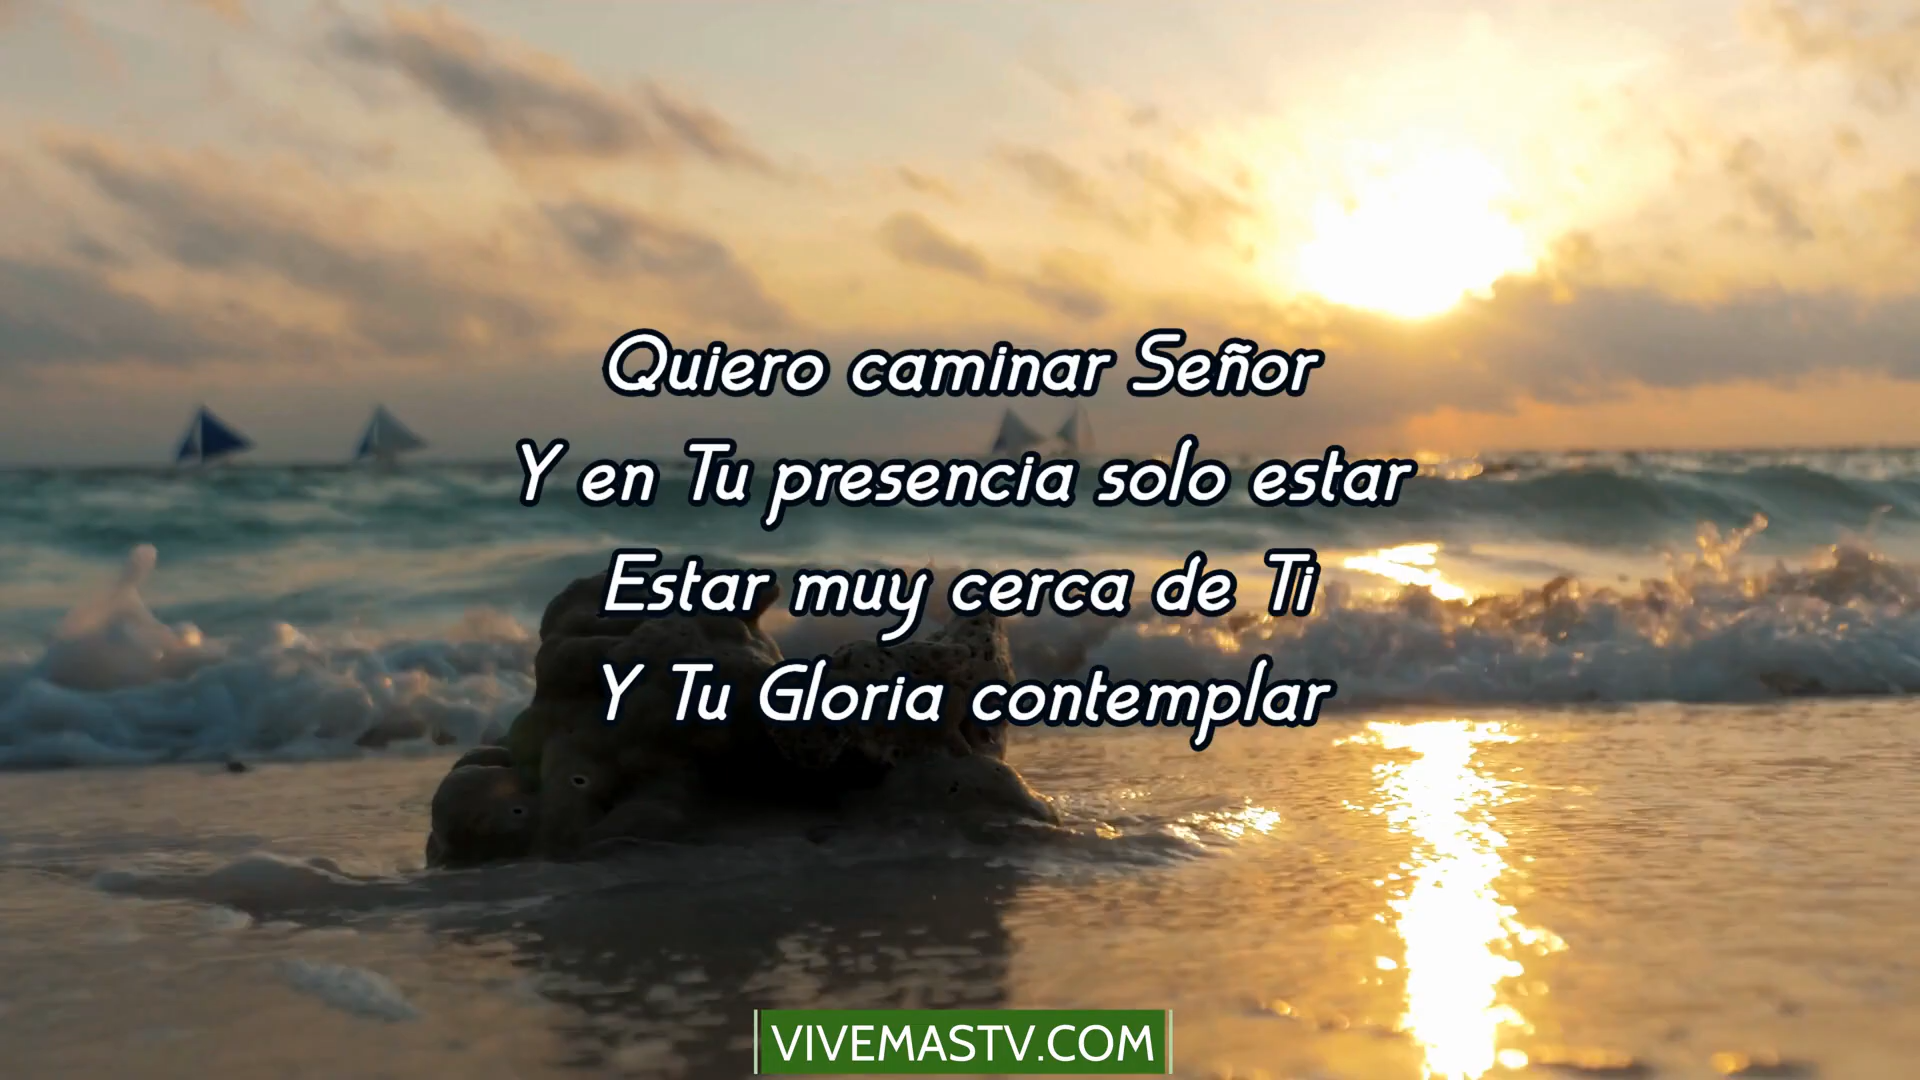 Quiero caminar Señor
Y en Tu presencia solo estar
Estar muy cerca de Ti
Y Tu Gloria contemplar
VIVEMASTV.COM